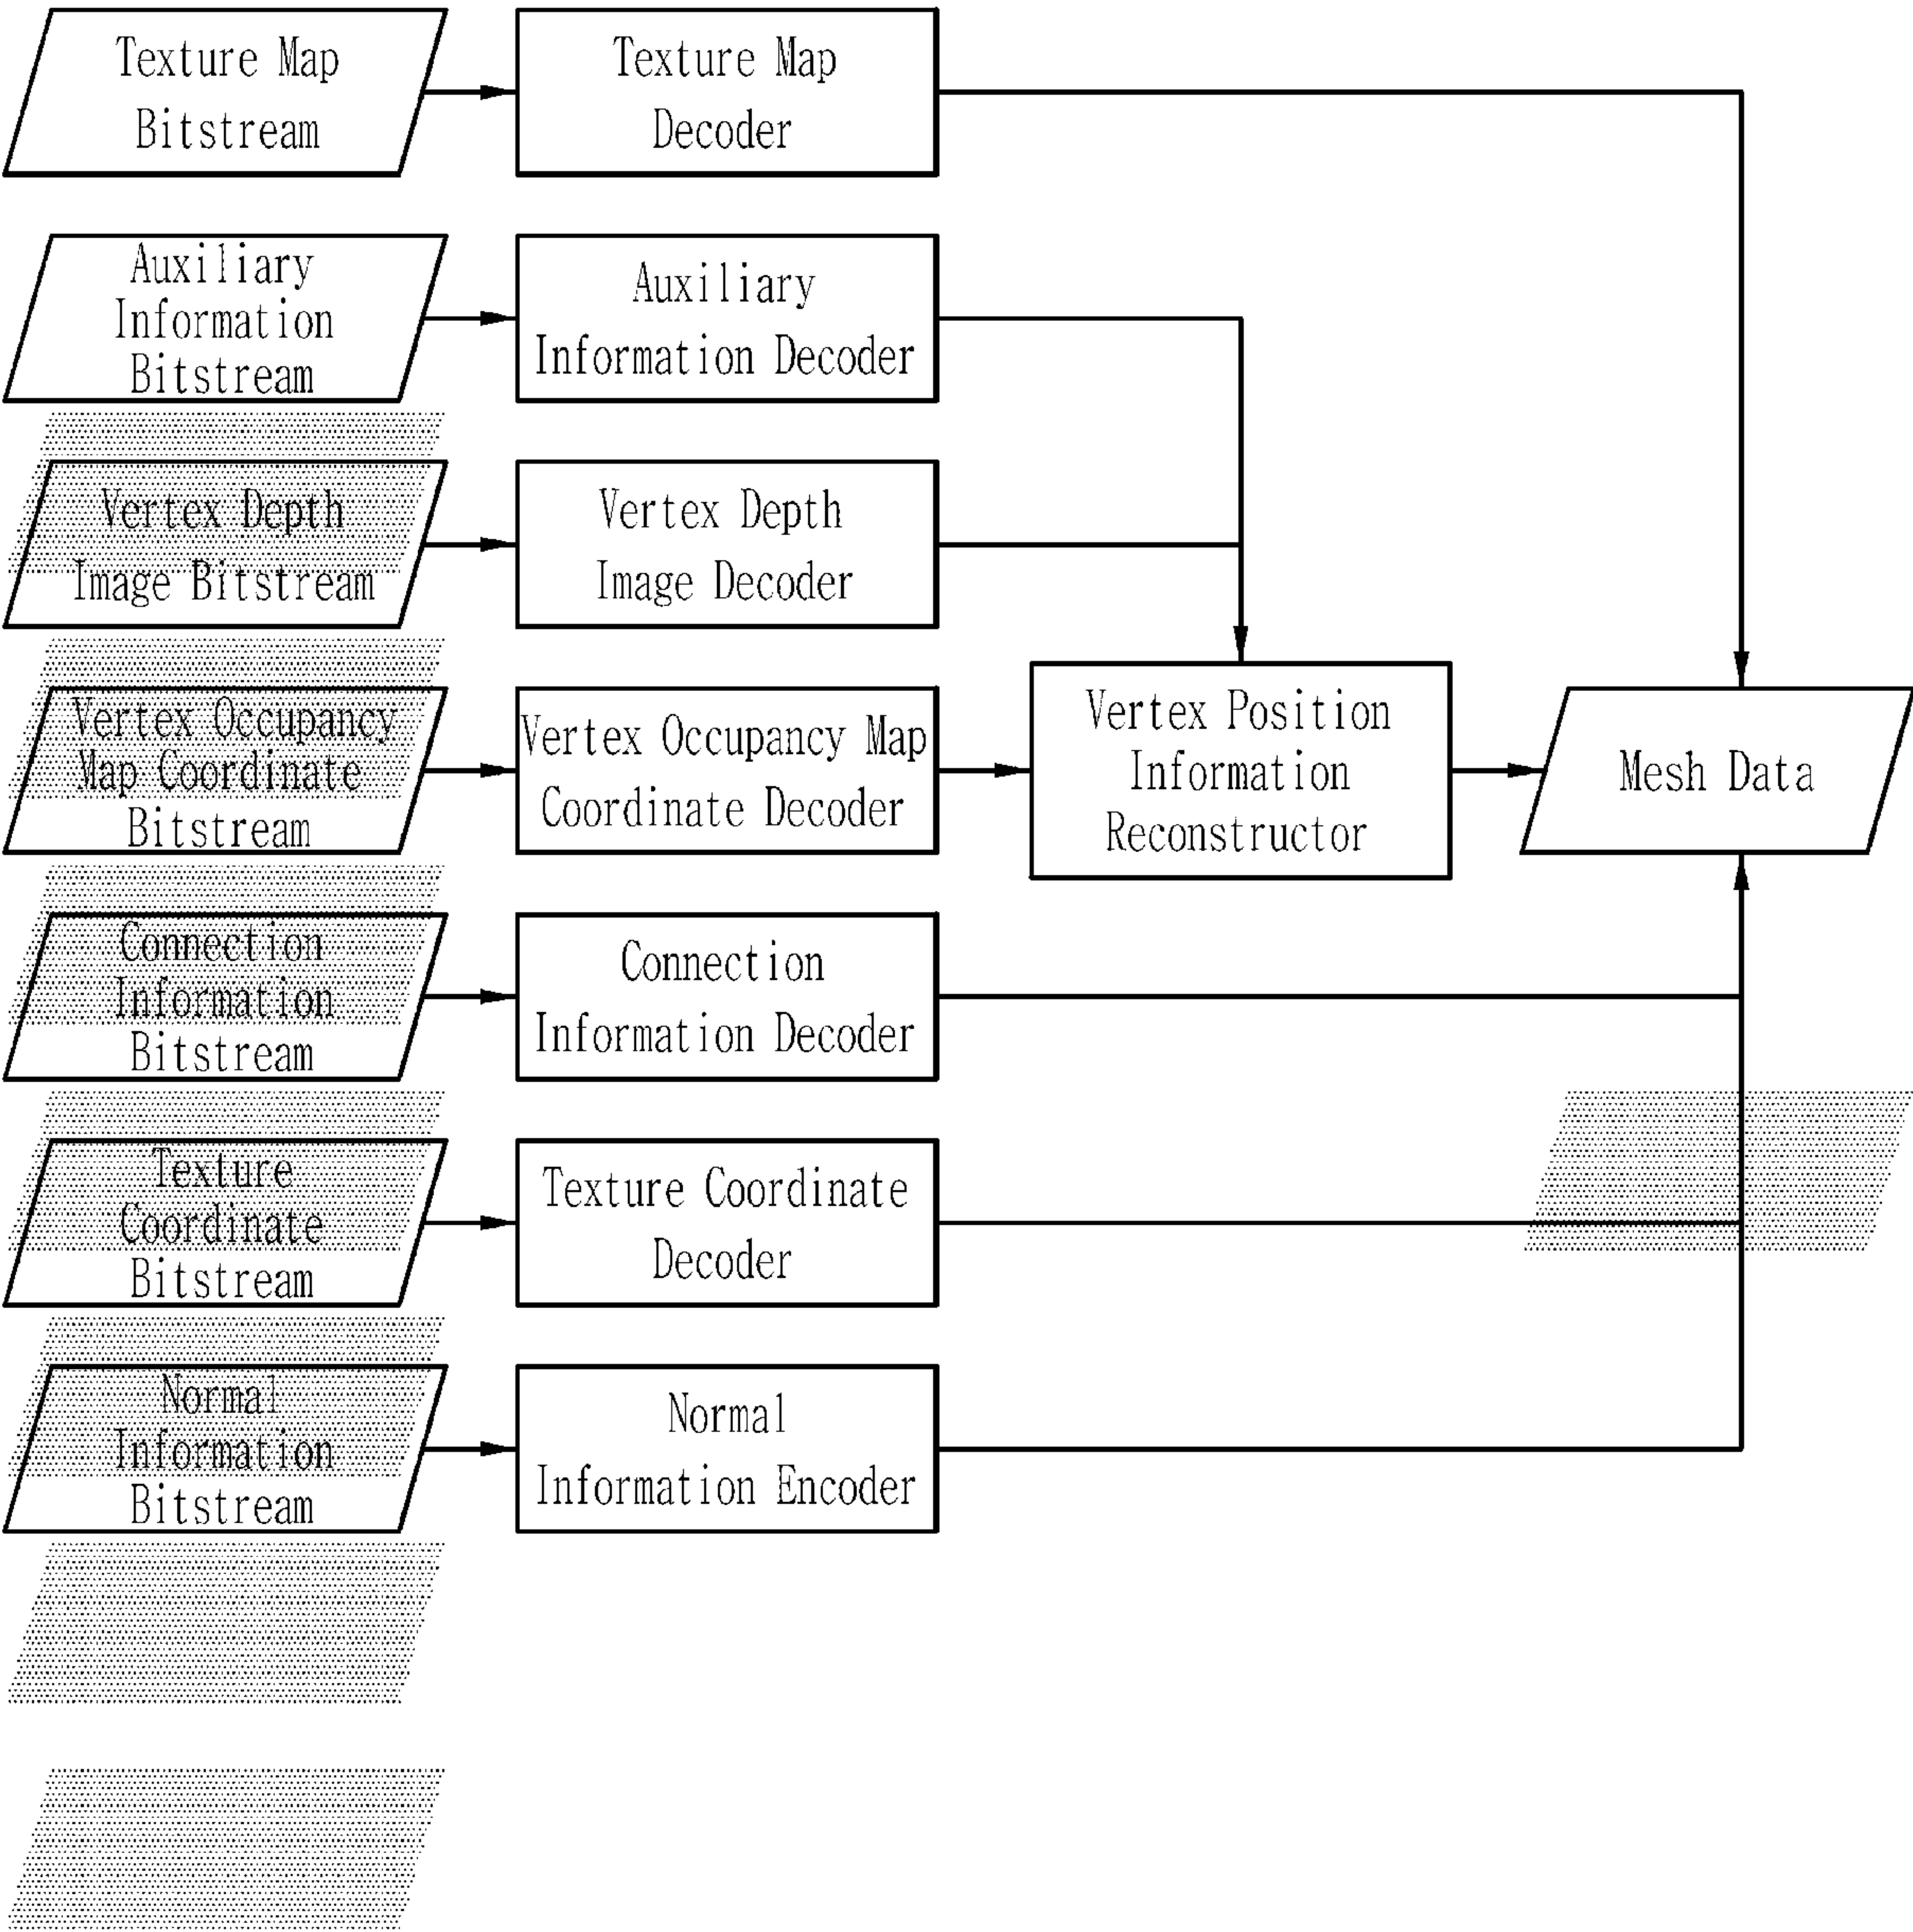 Texture Map
Bitstream
Texture Map
Decoder
Auxiliary
Information
Bitstream
Auxiliary
Information Decoder
Vertex Depth
Image Bitstream
Vertex Depth
Image Decoder
Vertex Occupancy
Map Coordinate
Bitstream
Vertex Occupancy Map
Coordinate Decoder
Vertex Position
Information
Reconstructor
Mesh Data
Connection
Information
Bitstream
Connection
Information Decoder
Texture
Coordinate
Bitstream
Texture Coordinate
Decoder
Normal
Information
Bitstream
Normal
Information Encoder